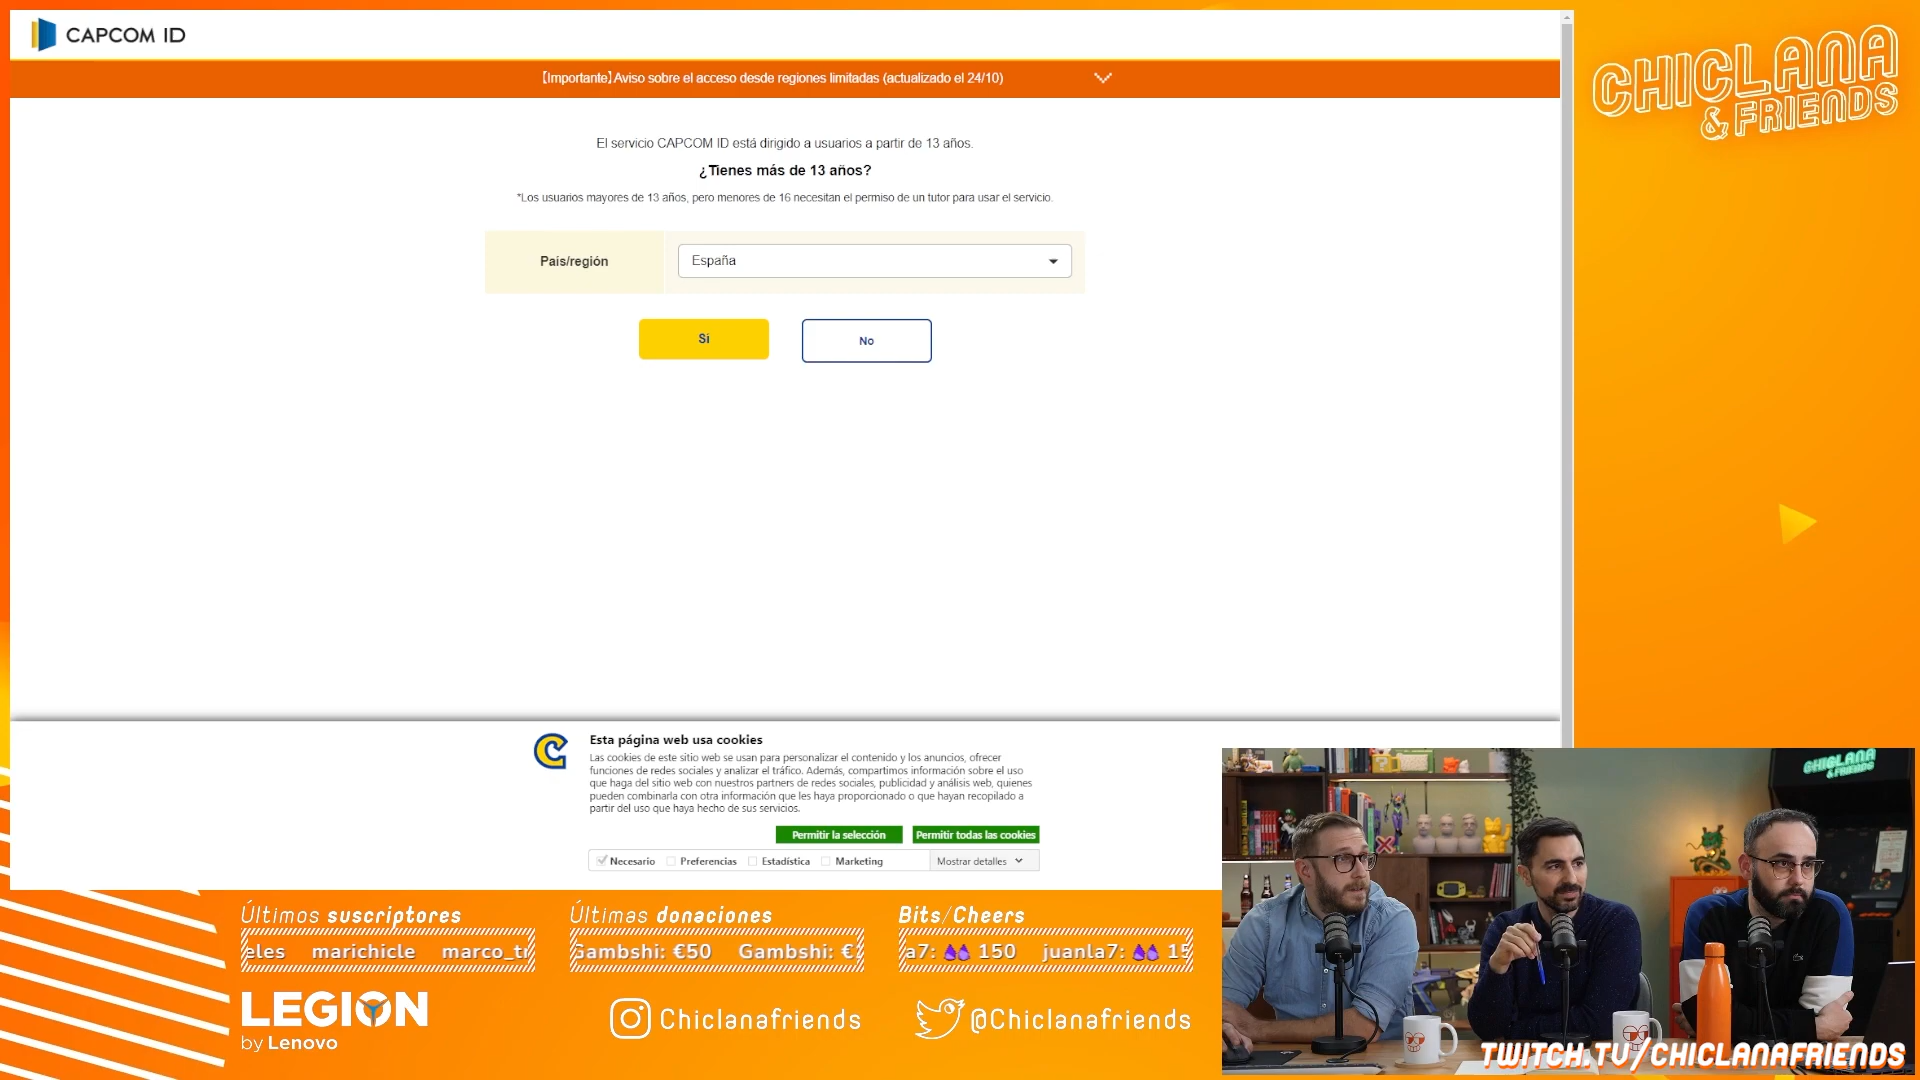 CAPCOM ID
【Importante】Aviso sobre el acceso desde regiones limitadas (actualizado el 24/10)
El servicio CAPCOM ID está dirigido a usuarios a partir de 13 años.
¿Tienes más de 13 años?
*Los usuarios mayores de 13 años, pero menores de 16 necesitan el permiso de un tutor para usar el servicio.
País/región
España
Sí
No
CHICLANA
& FRIENDS
Esta página web usa cookies
Las cookies de este sitio web se usan para personalizar el contenido y los anuncios, ofrecer
funciones de redes sociales y analizar el tráfico. Además, compartimos información sobre el uso
que haga del sitio web con nuestros partners de redes sociales, publicidad y análisis web, quienes
pueden combinarla con otra información que les haya proporcionado o que hayan recopilado a
partir del uso que haya hecho de sus servicios.
Permitir la selección
Permitir todas las cookies
Necesario
Preferencias
Estadística
Marketing
Mostrar detalles
CHICLANA
& FRIENDS
Últimos suscriptores
eles marichicle marco_tr
Últimas donaciones
Gambshi: €50 Gambshi: €
Bits/Cheers
a7: 150 juanla7: 15
LEGION
by Lenovo
Chiclanafriends
@Chiclanafriends
TWITCH.TV/CHICLANAFRIENDS